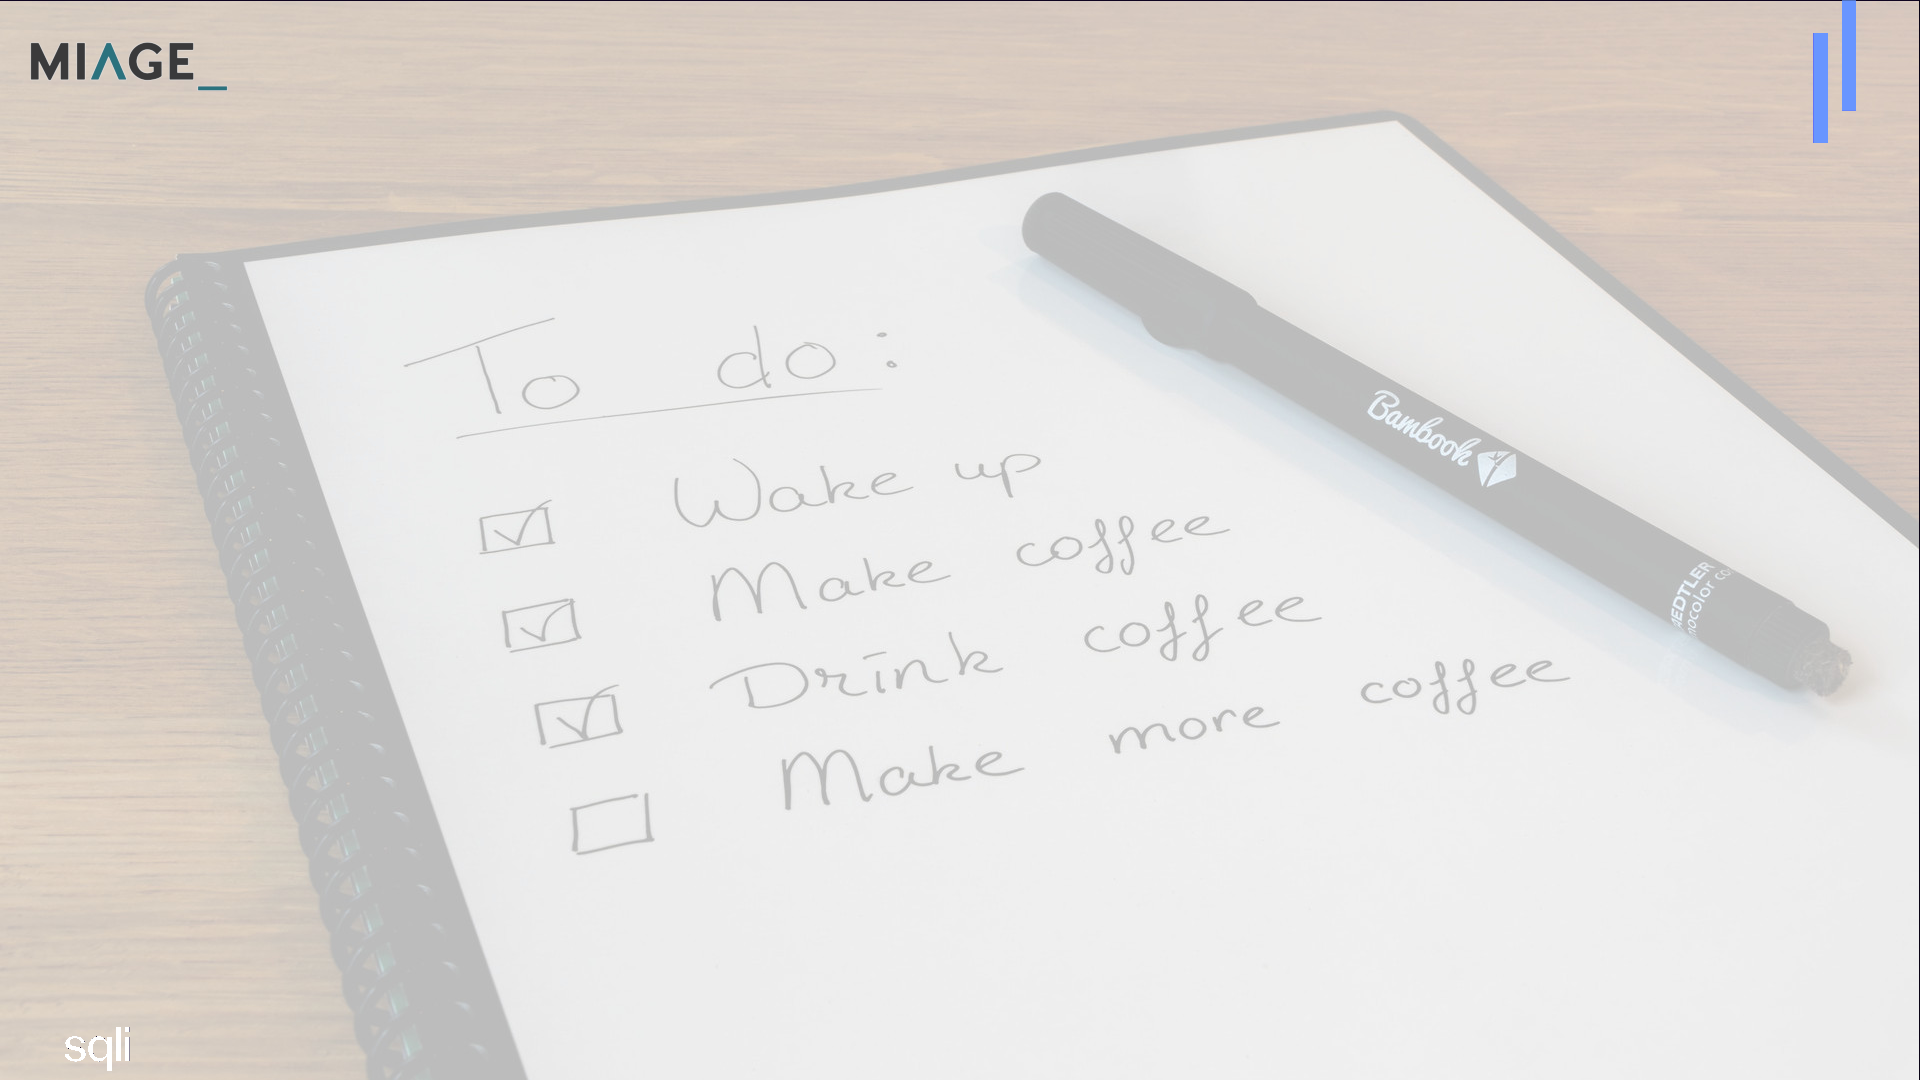 MIAGE_
To do:
Wake up
Make coffee
Drink coffee
Make more coffee
Bambook
sqli